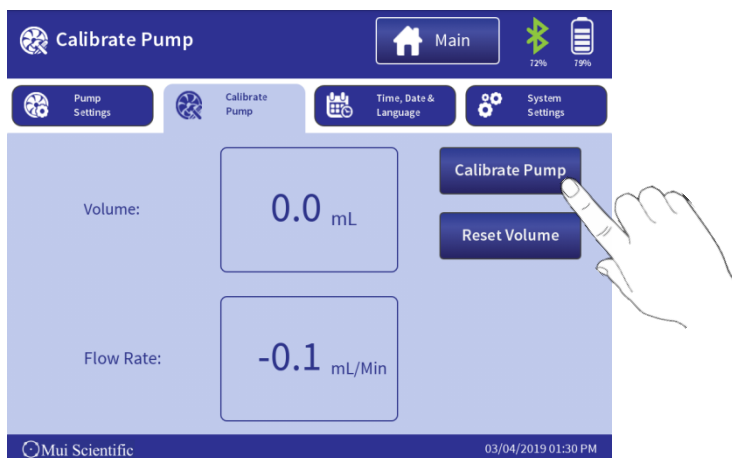 Calibrate Pump
Main
72%
79%
Pump
Settings
Calibrate
Pump
Time, Date &
Language
System
Settings
Volume:
0.0 mL
Calibrate Pump
Reset Volume
Flow Rate:
-0.1 mL/Min
Mui Scientific
03/04/2019 01:30 PM